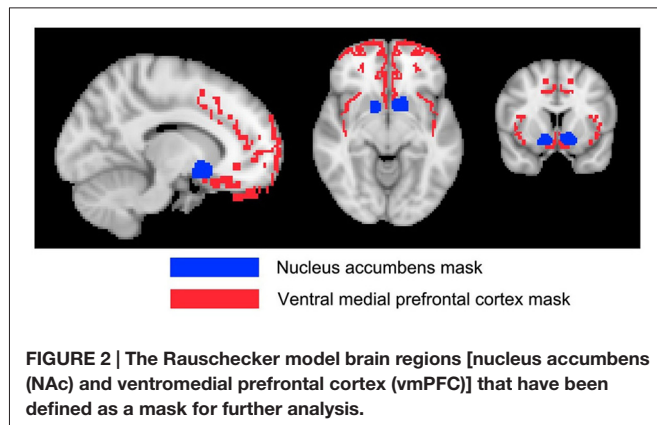 Nucleus accumbens mask
Ventral medial prefrontal cortex mask
FIGURE 2 | The Rauschecker model brain regions [nucleus accumbens
(NAc) and ventromedial prefrontal cortex (vmPFC)] that have been
defined as a mask for further analysis.